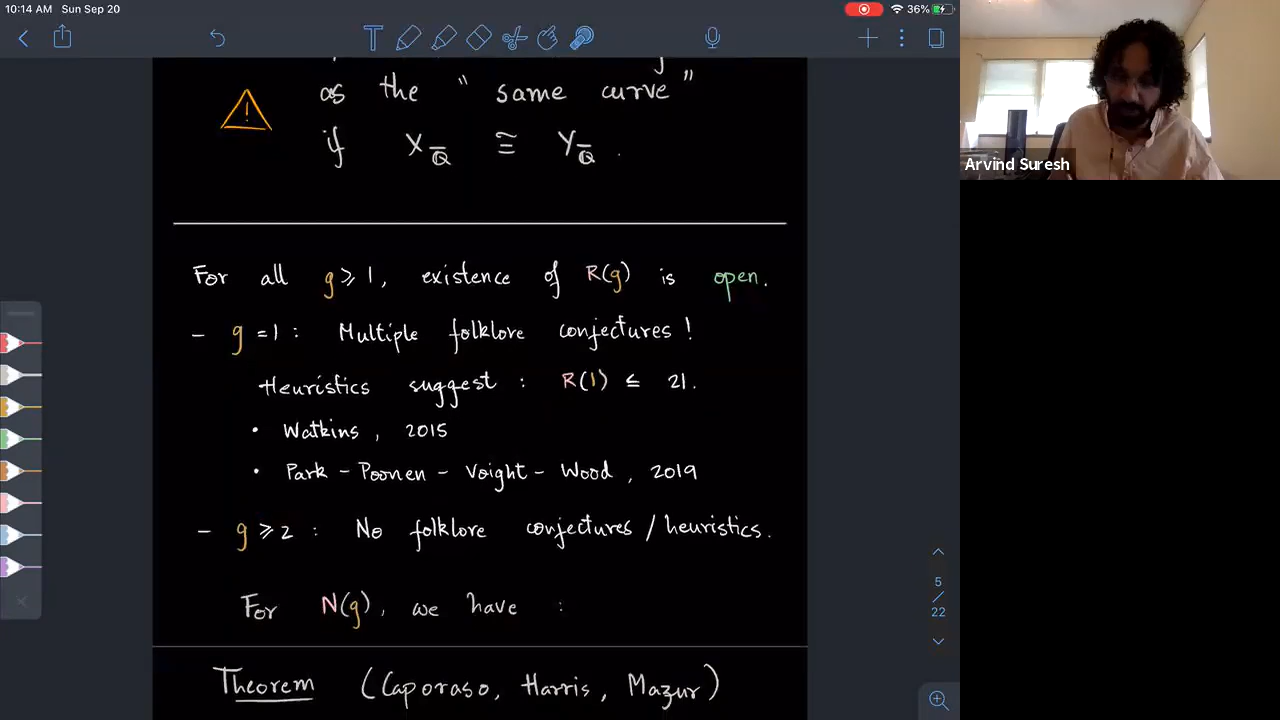 10:14 AM Sun Sep 20
36%
as the "same curve"
if X_Q̅ ≅ Y_Q̅ .
Arvind Suresh
For all g ≥ 1, existence of R(g) is open.
- g = 1 : Multiple folklore conjectures !
Heuristics suggest : R(1) ≤ 21.
• Watkins, 2015
• Park - Poonen - Voight - Wood, 2019
- g ≥ 2 : No folklore conjectures / heuristics.
For N(g), we have :
5
/
22
Theorem (Caporaso, Harris, Mazur)